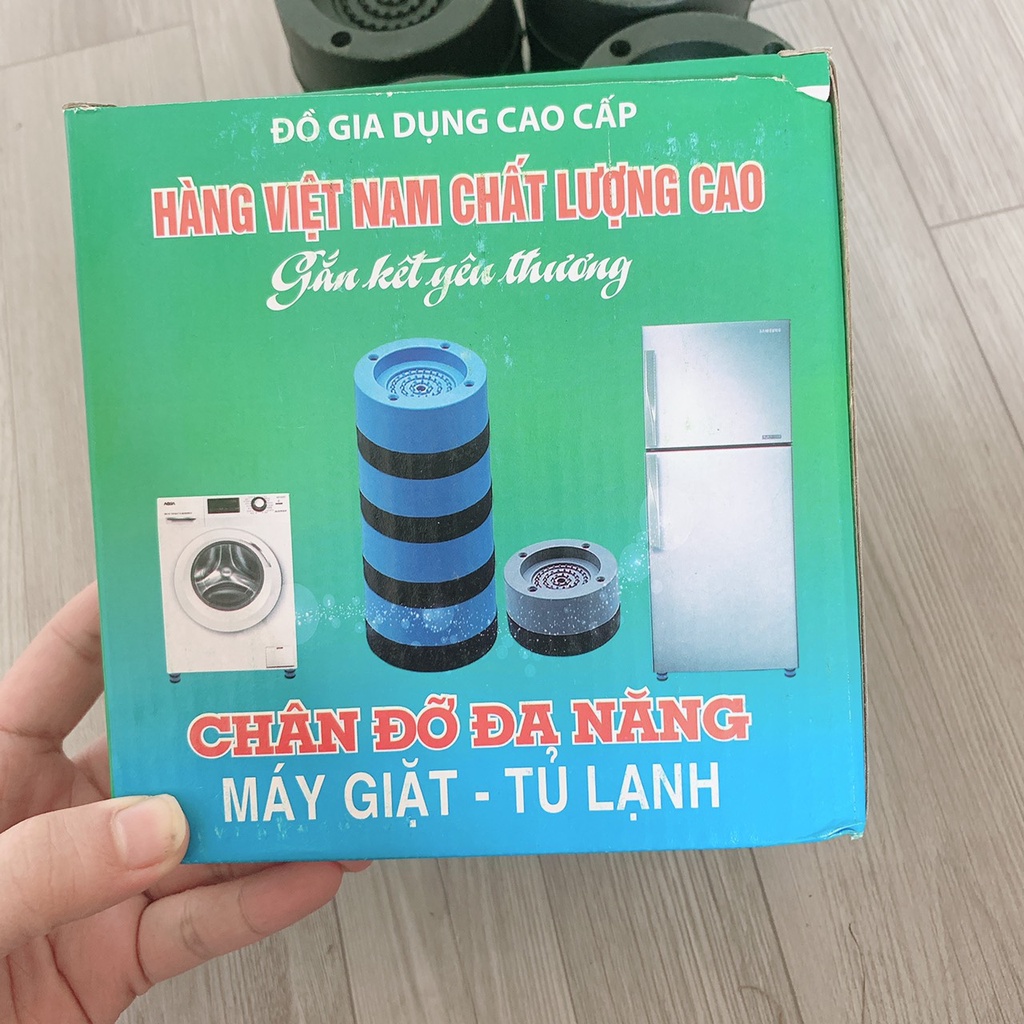 ĐỒ GIA DỤNG CAO CẤP
HÀNG VIỆT NAM CHẤT LƯỢNG CAO
Gắn kết yêu thương
SAMSUNG
CHÂN ĐỠ ĐA NĂNG
MÁY GIẶT - TỦ LẠNH